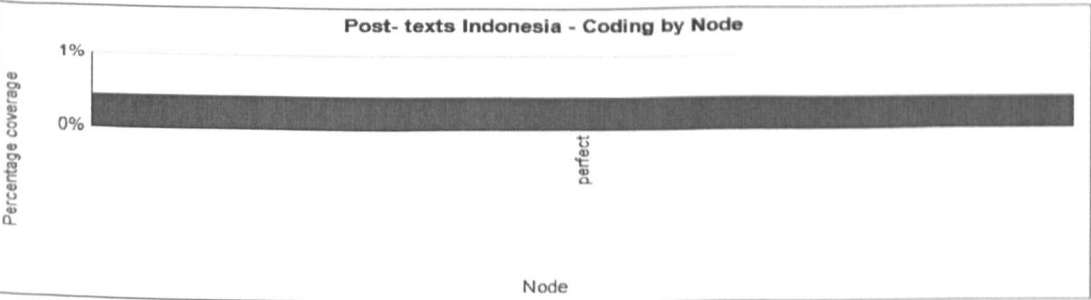 Post- texts Indonesia - Coding by Node
1%
0%
Percentage coverage
perfect
Node